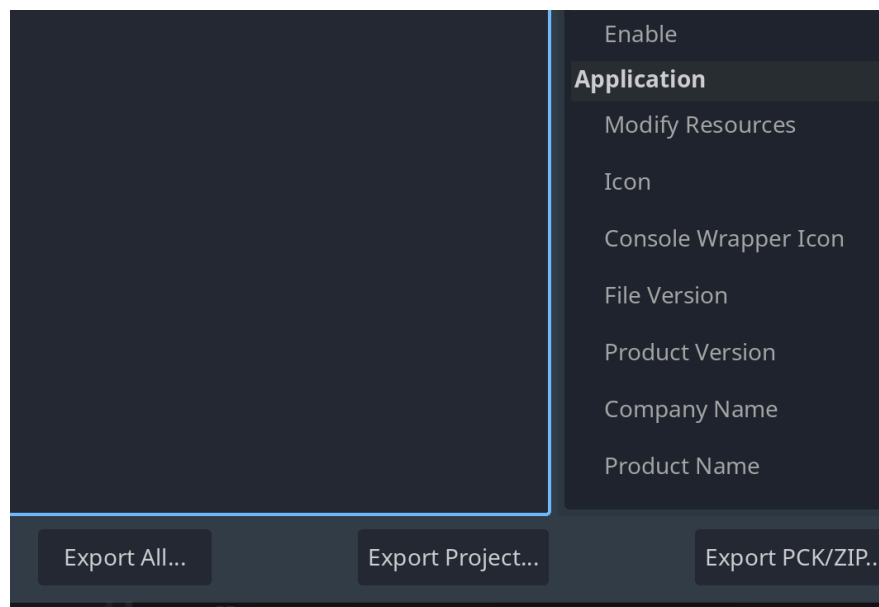 Enable
Application
Modify Resources
Icon
Console Wrapper Icon
File Version
Product Version
Company Name
Product Name
Export All...
Export Project...
Export PCK/ZIP..